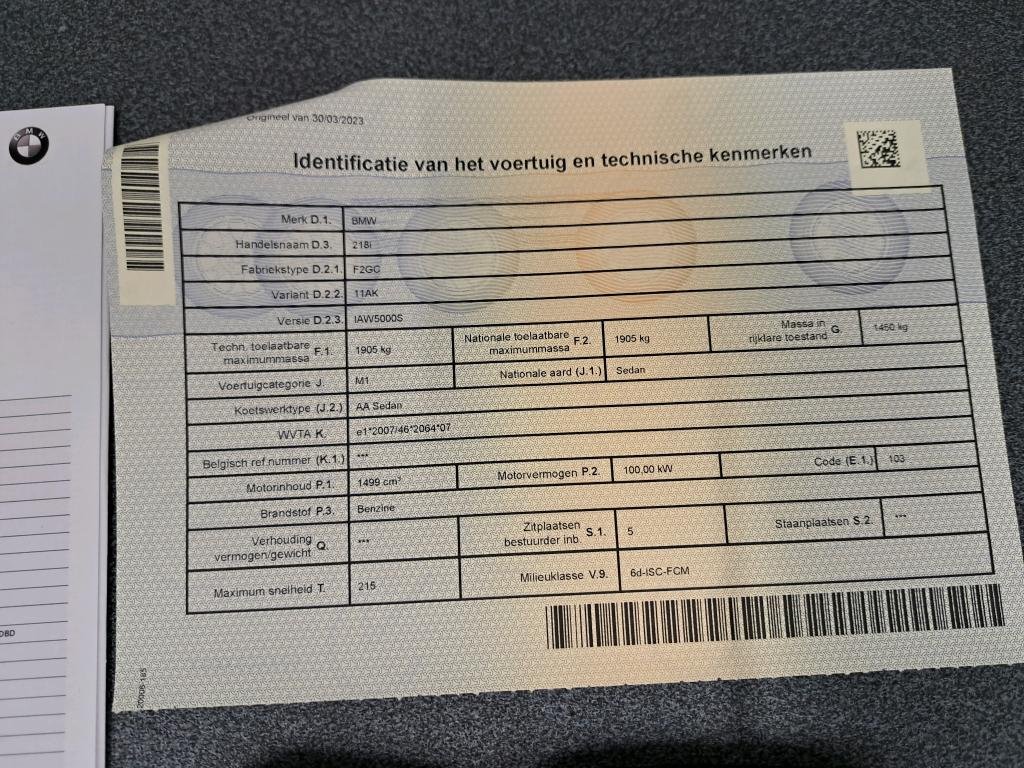 BMW
Origineel van 30/03/2023
Identificatie van het voertuig en technische kenmerken
Merk D.1. BMW
Handelsnaam D.3. 218i
Fabriekstype D.2.1. F2GC
Variant D.2.2. 11AK
Versie D.2.3. IAW5000S
Techn. toelaatbare maximummassa F.1. 1905 kg Nationale toelaatbare maximummassa F.2. 1905 kg Massa in rijklare toestand G. 1450 kg
Voertuigcategorie J. M1 Nationale aard (J.1.) Sedan
Koetswerktype (J.2.) AA Sedan
WVTA K. e1*2007/46*2064*07
Belgisch ref.nummer (K.1.) ***
Motorinhoud P.1. 1499 cm³ Motorvermogen P.2. 100,00 kW Code (E.1.) 103
Brandstof P.3. Benzine
Verhouding vermogen/gewicht Q. *** Zitplaatsen bestuurder inb. S.1. 5 Staanplaatsen S.2. ***
Maximum snelheid T. 215 Milieuklasse V.9. 6d-ISC-FCM